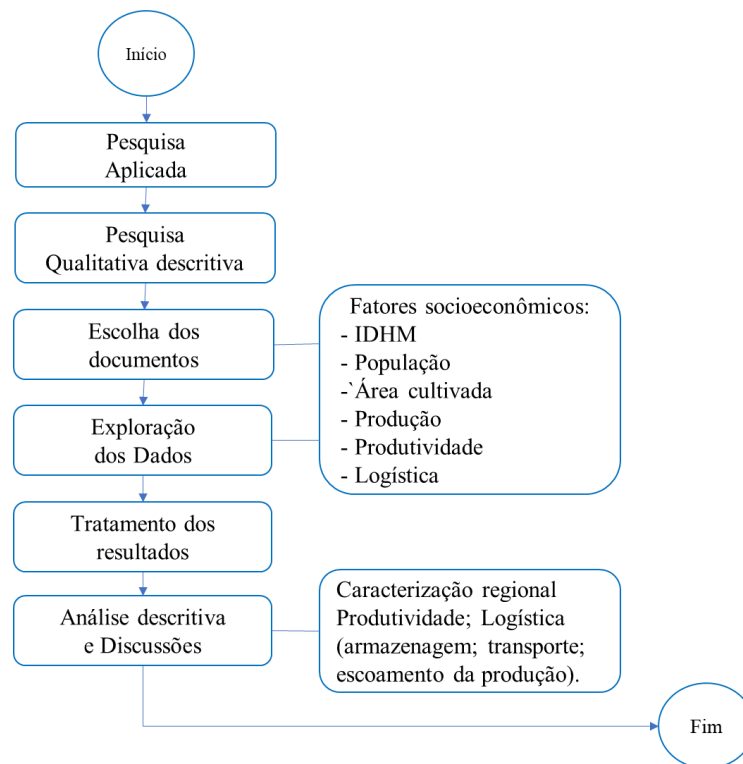 Início
Pesquisa
Aplicada
Pesquisa
Qualitativa descritiva
Escolha dos
documentos
Fatores socioeconômicos:
- IDHM
- População
-`Área cultivada
- Produção
- Produtividade
- Logística
Exploração
dos Dados
Tratamento dos
resultados
Análise descritiva
e Discussões
Caracterização regional
Produtividade; Logística
(armazenagem; transporte;
escoamento da produção).
Fim